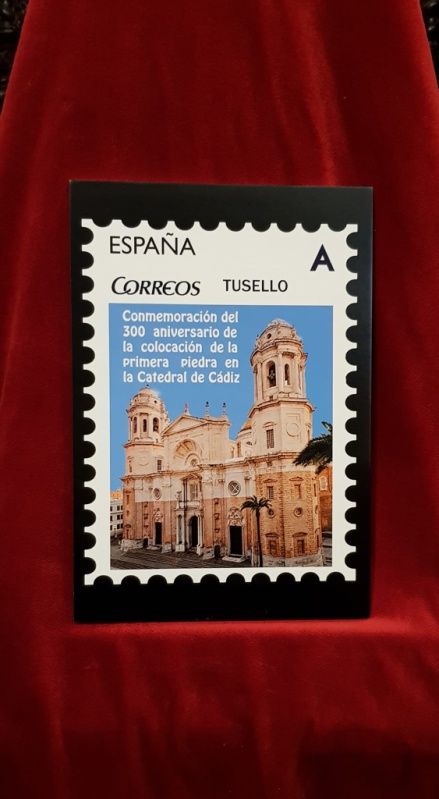 ESPAÑA
A
CORREOS TUSELLO
Conmemoración del
300 aniversario de
la colocación de la
primera piedra en
la Catedral de Cádiz